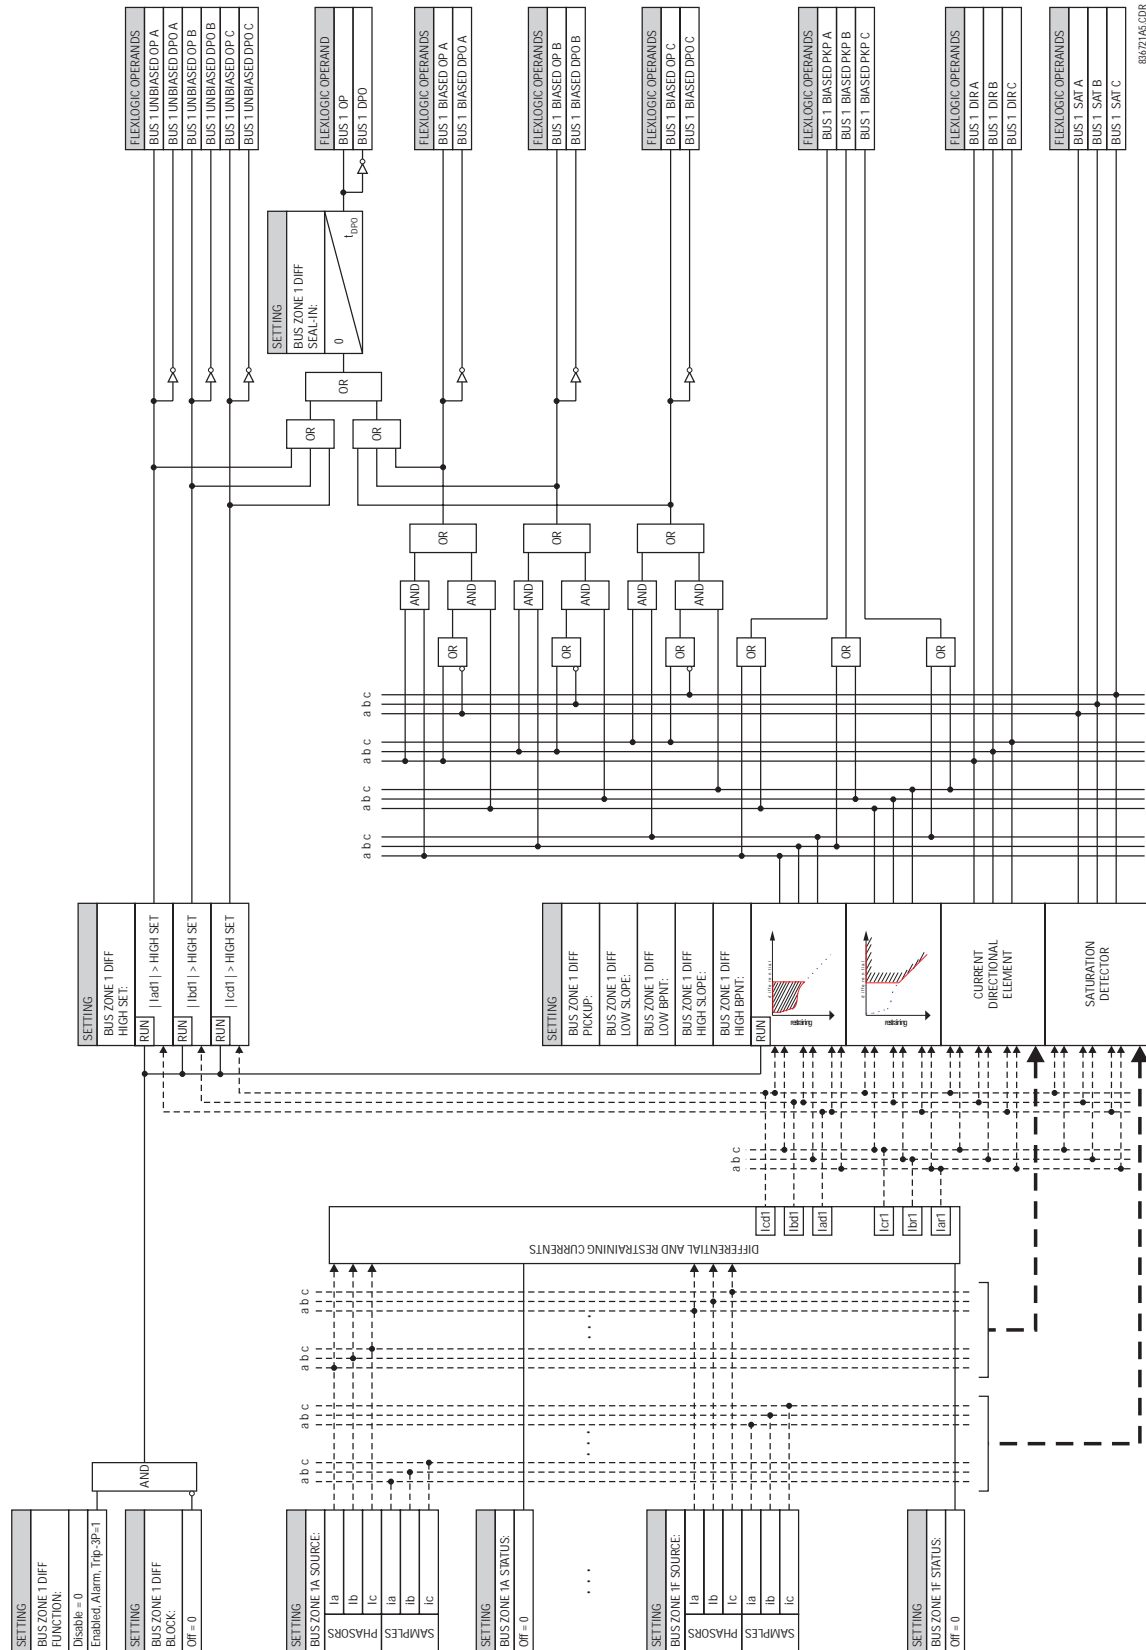 SETTING
BUS ZONE 1 DIFF
FUNCTION:
Disable = 0
Enabled, Alarm, Trip-3P=1
SETTING
BUS ZONE 1 DIFF
BLOCK:
Off = 0
AND
SETTING
BUS ZONE 1A SOURCE:
PHASORS
Ia
Ib
Ic
SAMPLES
ia
ib
ic
SETTING
BUS ZONE 1A STATUS:
Off = 0
. . . .
SETTING
BUS ZONE 1F SOURCE:
PHASORS
Ia
Ib
Ic
SAMPLES
ia
ib
ic
SETTING
BUS ZONE 1F STATUS:
Off = 0
a b c
a b c
a b c
a b c
DIFFERENTIAL AND RESTRAINING CURRENTS
Icd1
Ibd1
Iad1
Icr1
Ibr1
Iar1
a b c
SETTING
BUS ZONE 1 DIFF
HIGH SET:
RUN
| Iad1 | > HIGH SET
RUN
| Ibd1 | > HIGH SET
RUN
| Icd1 | > HIGH SET
SETTING
BUS ZONE 1 DIFF
PICKUP:
BUS ZONE 1 DIFF
LOW SLOPE:
BUS ZONE 1 DIFF
LOW BPNT:
BUS ZONE 1 DIFF
HIGH SLOPE:
BUS ZONE 1 DIFF
HIGH BPNT:
RUN
differential
restraining
differential
restraining
CURRENT
DIRECTIONAL
ELEMENT
SATURATION
DETECTOR
a b c
a b c
a b c
a b c
AND
OR
AND
OR
AND
OR
AND
OR
AND
OR
AND
OR
OR
OR
OR
OR
OR
OR
SETTING
BUS ZONE 1 DIFF
SEAL-IN:
0
tDPO
FLEXLOGIC OPERANDS
BUS 1 UNBIASED OP A
BUS 1 UNBIASED DPO A
BUS 1 UNBIASED OP B
BUS 1 UNBIASED DPO B
BUS 1 UNBIASED OP C
BUS 1 UNBIASED DPO C
FLEXLOGIC OPERAND
BUS 1 OP
BUS 1 DPO
FLEXLOGIC OPERANDS
BUS 1 BIASED OP A
BUS 1 BIASED DPO A
FLEXLOGIC OPERANDS
BUS 1 BIASED OP B
BUS 1 BIASED DPO B
FLEXLOGIC OPERANDS
BUS 1 BIASED OP C
BUS 1 BIASED DPO C
FLEXLOGIC OPERANDS
BUS 1 BIASED PKP A
BUS 1 BIASED PKP B
BUS 1 BIASED PKP C
FLEXLOGIC OPERANDS
BUS 1 DIR A
BUS 1 DIR B
BUS 1 DIR C
FLEXLOGIC OPERANDS
BUS 1 SAT A
BUS 1 SAT B
BUS 1 SAT C
836721A5.CDR